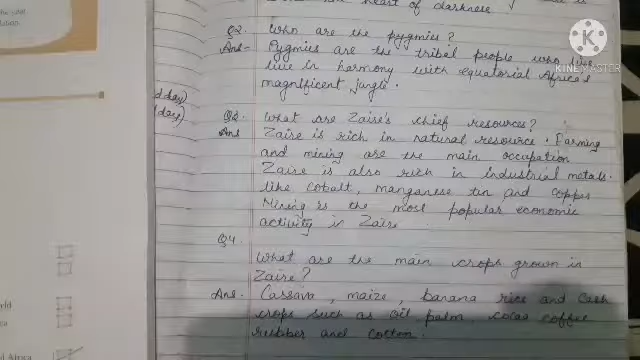 the heart of darkness
Q2. Who are the pygmies?
Ans- Pygmies are the tribal people who live
live in harmony with equatorial Africa's
magnificent jungle.
Q2 What are Zaire's chief resources?
Ans Zaire is rich in natural resource. Farming
and mining are the main occupation
Zaire is also rich in industrial metals.
like cobalt, manganese tin and copper
Mining is the most popular economic
activity in Zaire
Q4
What are the main crops grown in
Zaire?
Ans. Cassava, maize, banana rice and cash
crops such as oil, palm, cocoa coffee
rubber and cotton.
KINEMASTER